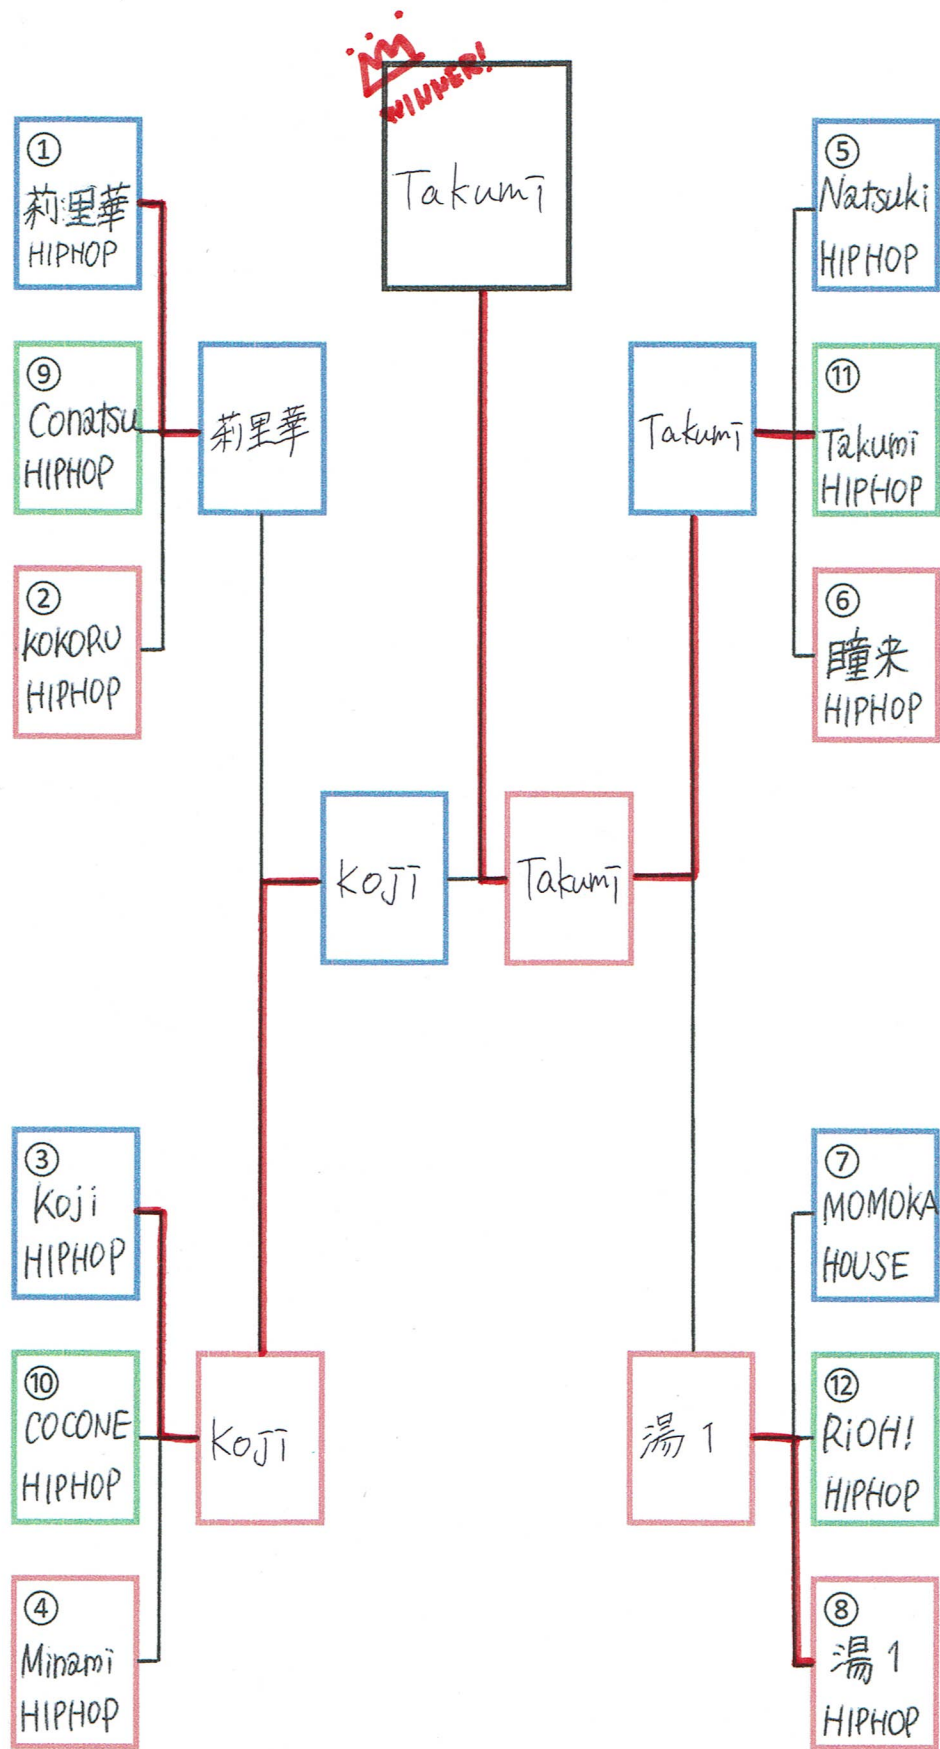 WINNER!
Takumi
①
莉里華
HIPHOP
⑨
Conatsu
HIPHOP
②
KOKORU
HIPHOP
莉里華
⑤
Natsuki
HIPHOP
⑪
Takumi
HIPHOP
⑥
瞳来
HIPHOP
Takumi
Koji
Takumi
③
Koji
HIPHOP
⑩
COCONE
HIPHOP
④
Minami
HIPHOP
Koji
⑦
MOMOKA
HOUSE
⑫
RiOH!
HIPHOP
⑧
湯1
HIPHOP
湯1